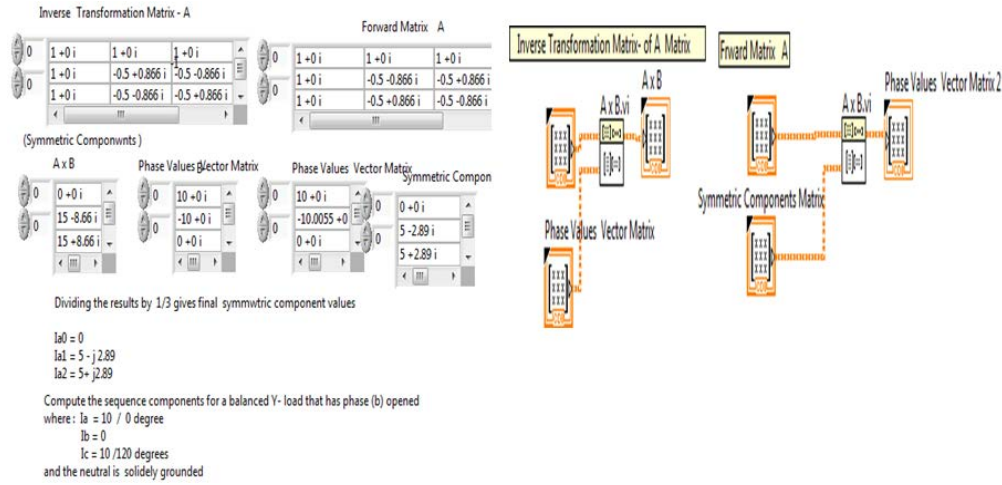 Inverse Transformation Matrix - A
0
0
1 +0 i 1 +0 i 1 +0 i
1 +0 i -0.5 +0.866 i -0.5 -0.866 i
1 +0 i -0.5 -0.866 i -0.5 +0.866 i
Forward Matrix A
0
0
1 +0 i 1 +0 i 1 +0 i
1 +0 i -0.5 -0.866 i -0.5 +0.866 i
1 +0 i -0.5 +0.866 i -0.5 -0.866 i
(Symmetric Componwnts )
A x B
0
0
0 +0 i
15 -8.66 i
15 +8.66 i
Phase Values Vector Matrix
0
0
10 +0 i
-10 +0 i
0 +0 i
Phase Values Vector Matrix
0
0
10 +0 i
-10.0055 +0
0 +0 i
Symmetric Compon
0
0
0 +0 i
5 -2.89 i
5 +2.89 i
Dividing the results by 1/3 gives final symmwtric component values
Ia0 = 0
Ia1 = 5 - j 2.89
Ia2 = 5+ j2.89
Compute the sequence components for a balanced Y- load that has phase (b) opened
where : Ia = 10 / 0 degree
Ib = 0
Ic = 10 /120 degrees
and the neutral is solidely grounded
Inverse Transformation Matrix- of A Matrix
A x B
A x B.vi
Phase Values Vector Matrix
Frward Matrix A
Phase Values Vector Matrix 2
A x B.vi
Symmetric Components Matrix